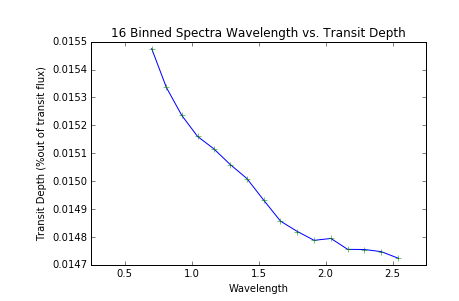 16 Binned Spectra Wavelength vs. Transit Depth
0.0155
0.0154
0.0153
0.0152
0.0151
0.0150
0.0149
0.0148
0.0147
Transit Depth (%out of transit flux)
0.5 1.0 1.5 2.0 2.5
Wavelength